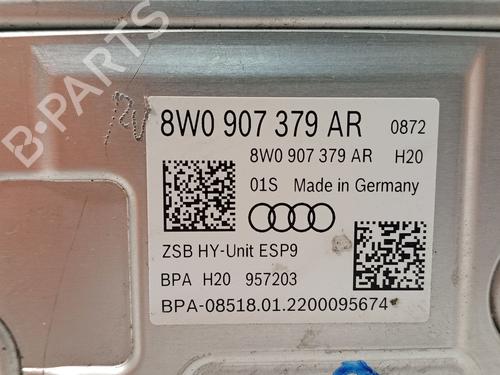 B-PARTS
8W0 907 379 AR 0872
8W0 907 379 AR H20
01S Made in Germany
ZSB HY-Unit ESP9
BPA H20 957203
BPA-08518.01.2200095674